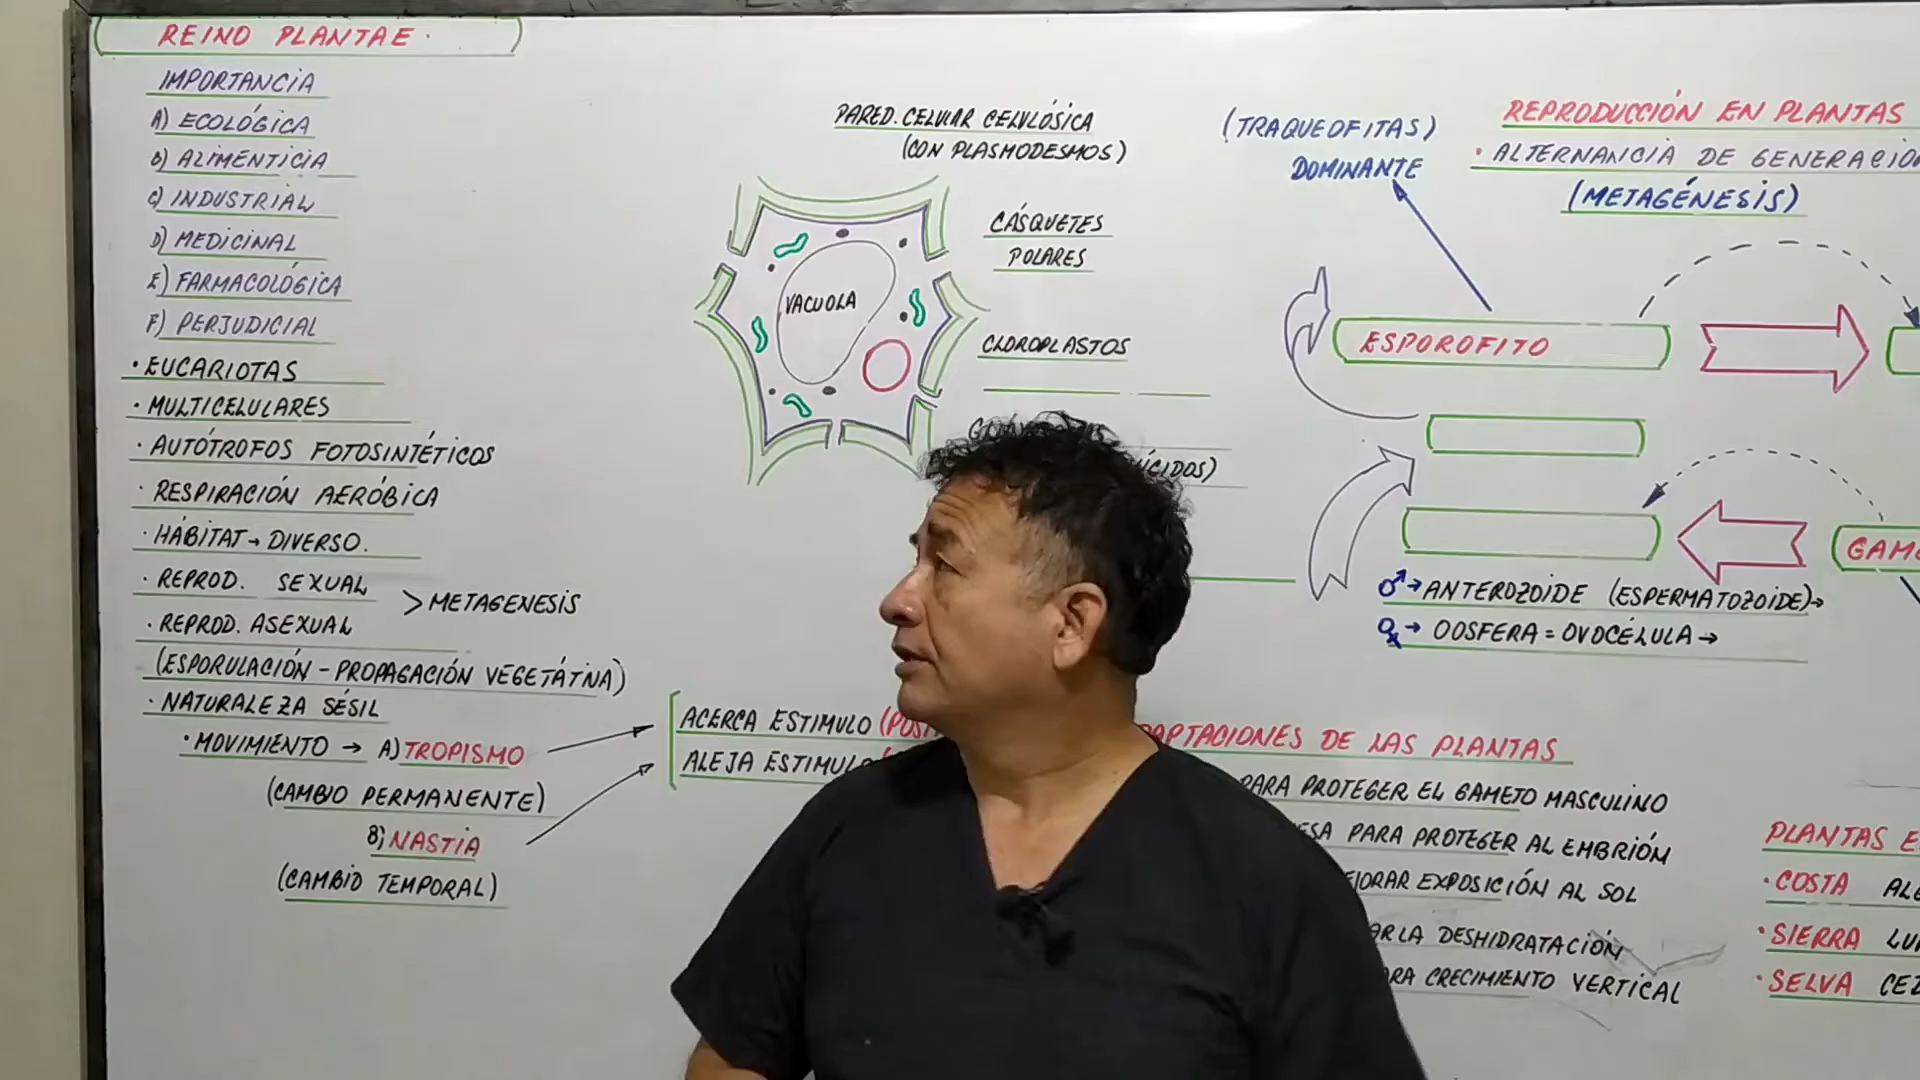 REINO PLANTAE.
IMPORTANCIA
A) ECOLÓGICA
B) ALIMENTICIA
C) INDUSTRIAL
D) MEDICINAL
E) FARMACOLÓGICA
F) PERJUDICIAL
· EUCARIOTAS
· MULTICELULARES
· AUTÓTROFOS FOTOSINTÉTICOS
· RESPIRACIÓN AERÓBICA
· HÁBITAT → DIVERSO.
· REPROD. SEXUAL
> METAGENESIS
· REPROD. ASEXUAL
(ESPORULACIÓN - PROPAGACIÓN VEGETÁTIVA)
· NATURALEZA SÉSIL
· MOVIMIENTO → A) TROPISMO
(CAMBIO PERMANENTE)
B) NASTIA
(CAMBIO TEMPORAL)
PARED. CELULAR CELULÓSICA
(CON PLASMODESMOS)
CÁSQUETES
POLARES
VACUOLA
CLOROPLASTOS
ACERCA ESTIMULO
ALEJA ESTIMULO
(TRAQUEOFITAS)
DOMINANTE
REPRODUCCIÓN EN PLANTAS
· ALTERNANCIA DE
(METAGÉNESIS)
ESPOROFITO
♂ → ANTEROZOIDE (ESPERMATOZOIDE) →
♀ → OOSFERA = OVOCÉLULA →
DE LAS PLANTAS
PARA PROTEGER EL GAMETO MASCULINO
PARA PROTEGER AL EMBRIÓN
EXPOSICIÓN AL SOL
LA DESHIDRATACIÓN
CRECIMIENTO VERTICAL
PLANTAS
· COSTA
· SIERRA
· SELVA